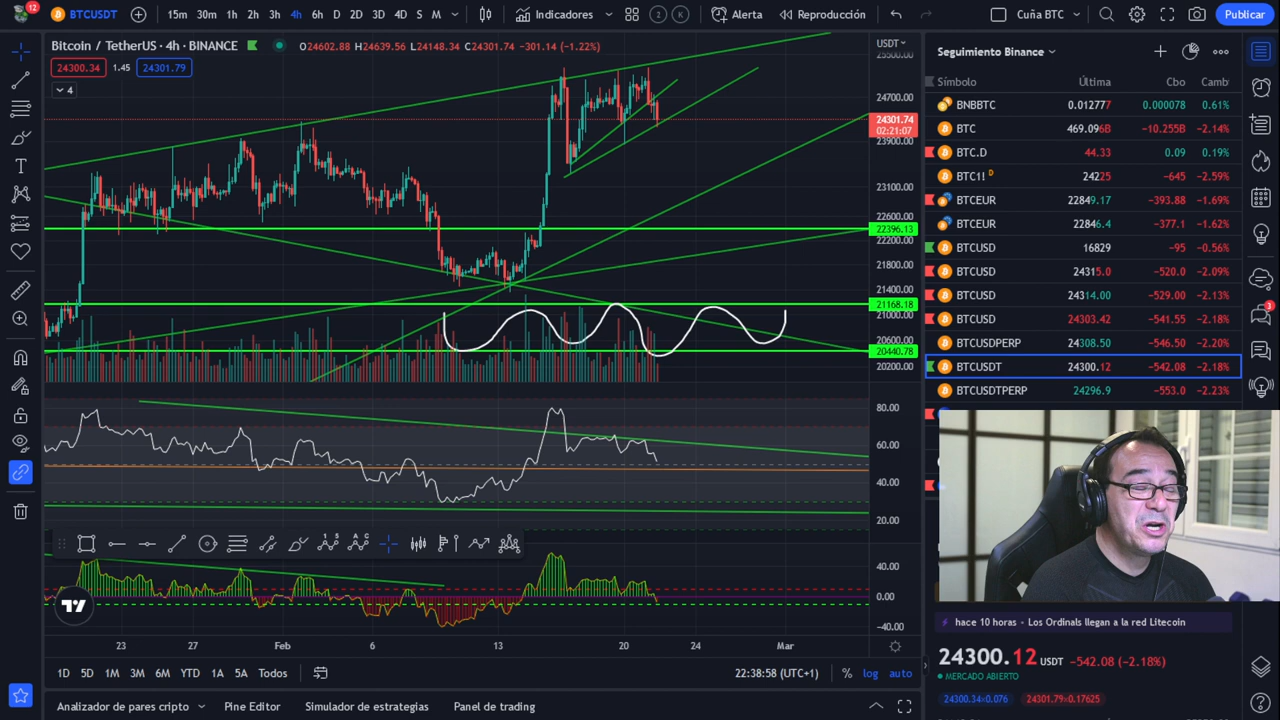 12
BTCUSDT 15m 30m 1h 2h 3h 4h 6h D 2D 3D 4D S M Indicadores 2 K Alerta Reproducción Cuña BTC Publicar
Bitcoin / TetherUS · 4h · BINANCE O24602.88 H24639.56 L24148.34 C24301.74 −301.14 (−1.22%)
24300.34 1.45 24301.79
4
USDT
25500.00
24700.00
24301.74
02:21:07
23900.00
23100.00
22600.00
22396.13
22200.00
21800.00
21400.00
21168.18
21000.00
20600.00
20440.78
20200.00
80.00
60.00
40.00
20.00
40.00
0.00
−40.00
23 27 Feb 6 13 20 24 Mar
1D 5D 1M 3M 6M YTD 1A 5A Todos 22:38:58 (UTC+1) % log auto
Analizador de pares cripto Pine Editor Simulador de estrategias Panel de trading
Seguimiento Binance
Símbolo Última Cbo Camb
BNBBTC 0.012777 0.000078 0.61%
BTC 469.096B −10.255B −2.14%
BTC.D 44.33 0.09 0.19%
BTC1! D 24225 −645 −2.59%
BTCEUR 22849.17 −393.88 −1.69%
BTCEUR 22846.4 −377.1 −1.62%
BTCUSD 16829 −95 −0.56%
BTCUSD 24315.0 −520.0 −2.09%
BTCUSD 24314.00 −529.00 −2.13%
BTCUSD 24303.42 −541.55 −2.18%
BTCUSDPERP 24308.50 −546.50 −2.20%
BTCUSDT 24300.12 −542.08 −2.18%
BTCUSDTPERP 24296.9 −553.0 −2.23%
3
hace 10 horas · Los Ordinals llegan a la red Litecoin
24300.12 USDT −542.08 (−2.18%)
MERCADO ABIERTO
24300.34×0.076 24301.79×0.17625